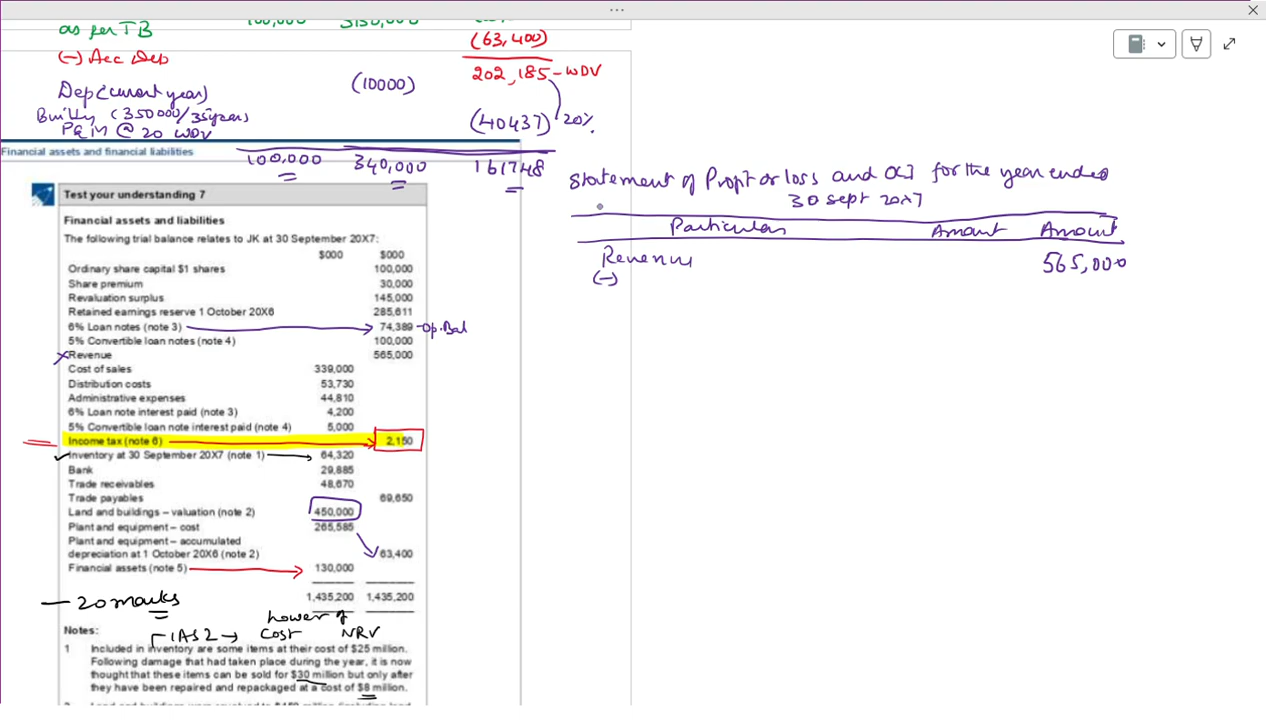 100,000 3150,000
as per TB
(-) Acc Dep (63,400)
202,185 - WDV
Dep (current year) (10000)
(350000/35years)
P&M @ 20 WDV (40437) 20%
Financial assets and financial liabilities
100,000 340,000 161748
Test your understanding 7
Financial assets and liabilities
The following trial balance relates to JK at 30 September 20X7:
$000 $000
Ordinary share capital $1 shares 100,000
Share premium 30,000
Revaluation surplus 145,000
Retained earnings reserve 1 October 20X6 285,611
6% Loan notes (note 3) 74,389 - Op.Bal
5% Convertible loan notes (note 4) 100,000
Revenue 565,000
Cost of sales 339,000
Distribution costs 53,730
Administrative expenses 44,810
6% Loan note interest paid (note 3) 4,200
5% Convertible loan note interest paid (note 4) 5,000
Income tax (note 6) 2,150
Inventory at 30 September 20X7 (note 1) 64,320
Bank 29,885
Trade receivables 48,670
Trade payables 69,650
Land and buildings – valuation (note 2) 450,000
Plant and equipment – cost 265,585
Plant and equipment – accumulated
depreciation at 1 October 20X6 (note 2) 63,400
Financial assets (note 5) 130,000
1,435,200 1,435,200
— 20 marks
Lower of
Notes: IAS 2 → Cost NRV
1 Included in inventory are some items at their cost of $25 million.
Following damage that had taken place during the year, it is now
thought that these items can be sold for $30 million but only after
they have been repaired and repackaged at a cost of $8 million.
Statement of Profit or loss and OCI for the year ended
30 Sept 20X7
Particulars Amount Amount
Revenue 565,000
(-)